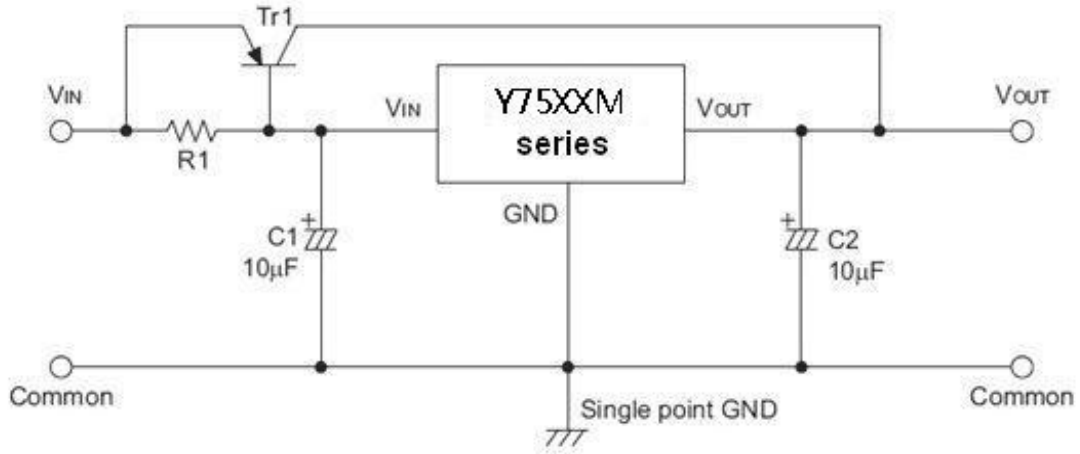 Tr1
VIN
R1
VIN
Y75XXM
series
VOUT
VOUT
GND
+
C1
10μF
+
C2
10μF
Common
Single point GND
Common